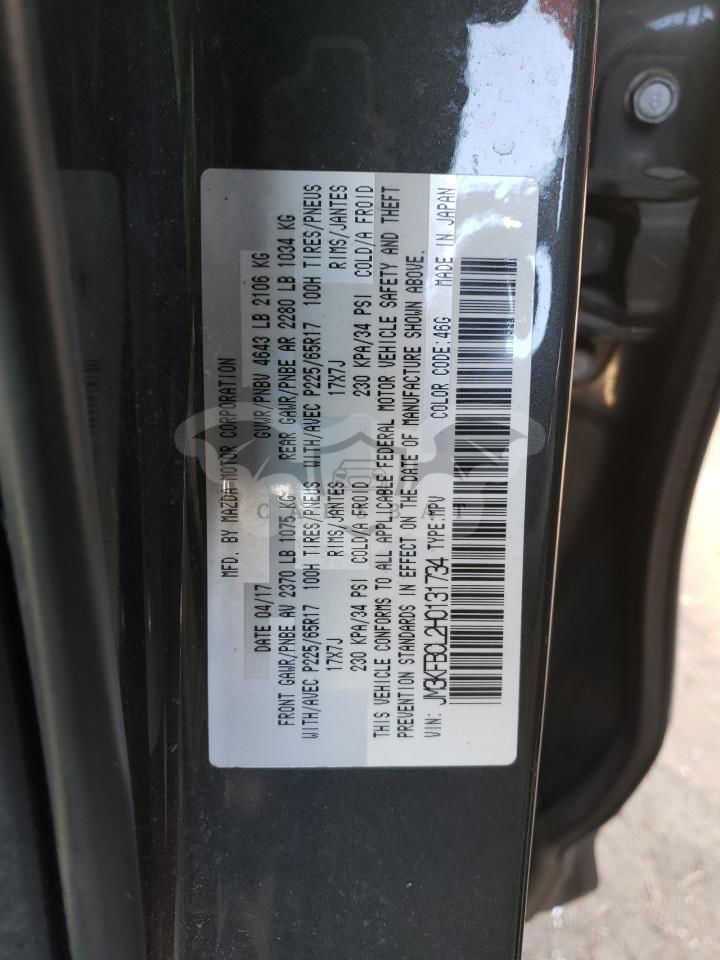 MFD. BY MAZDA MOTOR CORPORATION
DATE 04/17 GVWR/PNBV 4643 LB 2106 KG
FRONT GAWR/PNBE AV 2370 LB 1075 KG REAR GAWR/PNBE AR 2280 LB 1034 KG
WITH/AVEC P225/65R17 100H TIRES/PNEUS WITH/AVEC P225/65R17 100H TIRES/PNEUS
17X7J RIMS/JANTES 17X7J RIMS/JANTES
230 KPA/34 PSI COLD/A FROID 230 KPA/34 PSI COLD/A FROID
THIS VEHICLE CONFORMS TO ALL APPLICABLE FEDERAL MOTOR VEHICLE SAFETY AND THEFT
PREVENTION STANDARDS IN EFFECT ON THE DATE OF MANUFACTURE SHOWN ABOVE.
VIN: JM3KFBCL2H0131734 TYPE:MPV COLOR CODE:46G MADE IN JAPAN